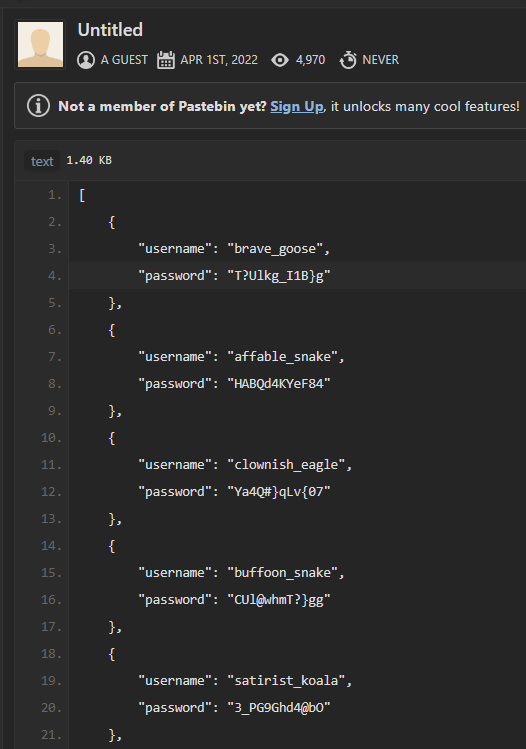 Untitled
A GUEST APR 1ST, 2022 4,970 NEVER
Not a member of Pastebin yet? Sign Up, it unlocks many cool features!
text 1.40 KB
1. [
2. {
3. "username": "brave_goose",
4. "password": "T?Ulkg_I1B}g"
5. },
6. {
7. "username": "affable_snake",
8. "password": "HABQd4KYeF84"
9. },
10. {
11. "username": "clownish_eagle",
12. "password": "Ya4Q#}qLv{07"
13. },
14. {
15. "username": "buffoon_snake",
16. "password": "CUl@whmT?}gg"
17. },
18. {
19. "username": "satirist_koala",
20. "password": "3_PG9Ghd4@bO"
21. },